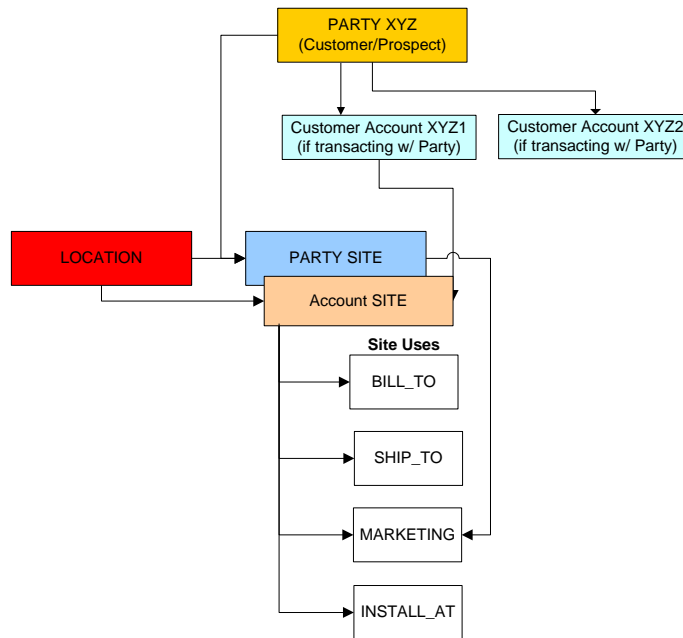 PARTY XYZ
(Customer/Prospect)
Customer Account XYZ1
(if transacting w/ Party)
Customer Account XYZ2
(if transacting w/ Party)
LOCATION
PARTY SITE
Account SITE
Site Uses
BILL_TO
SHIP_TO
MARKETING
INSTALL_AT